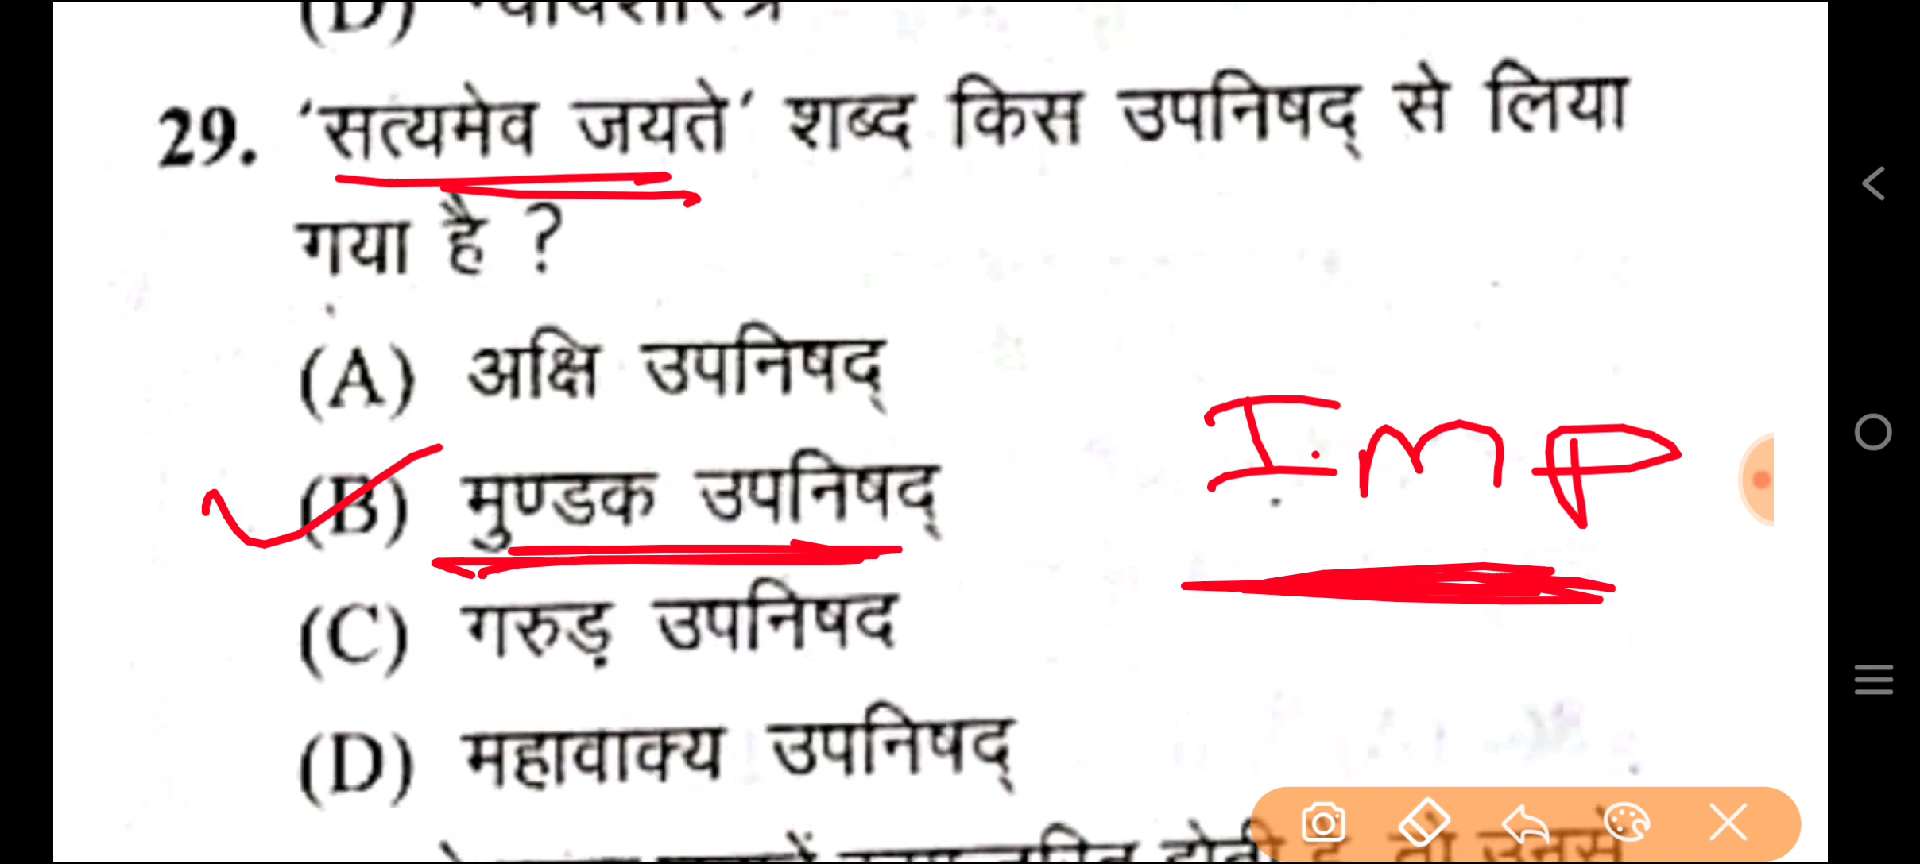 29. 'सत्यमेव जयते' शब्द किस उपनिषद् से लिया
गया है ?
(A) अक्षि उपनिषद्
(B) मुण्डक उपनिषद्
I.mp
(C) गरुड़ उपनिषद
(D) महावाक्य उपनिषद्